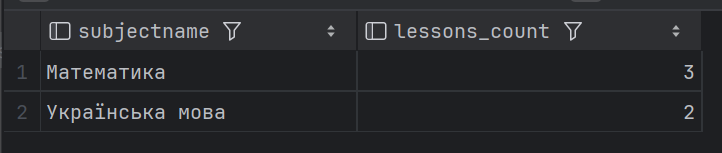 subjectname lessons_count
1 Математика 3
2 Українська мова 2